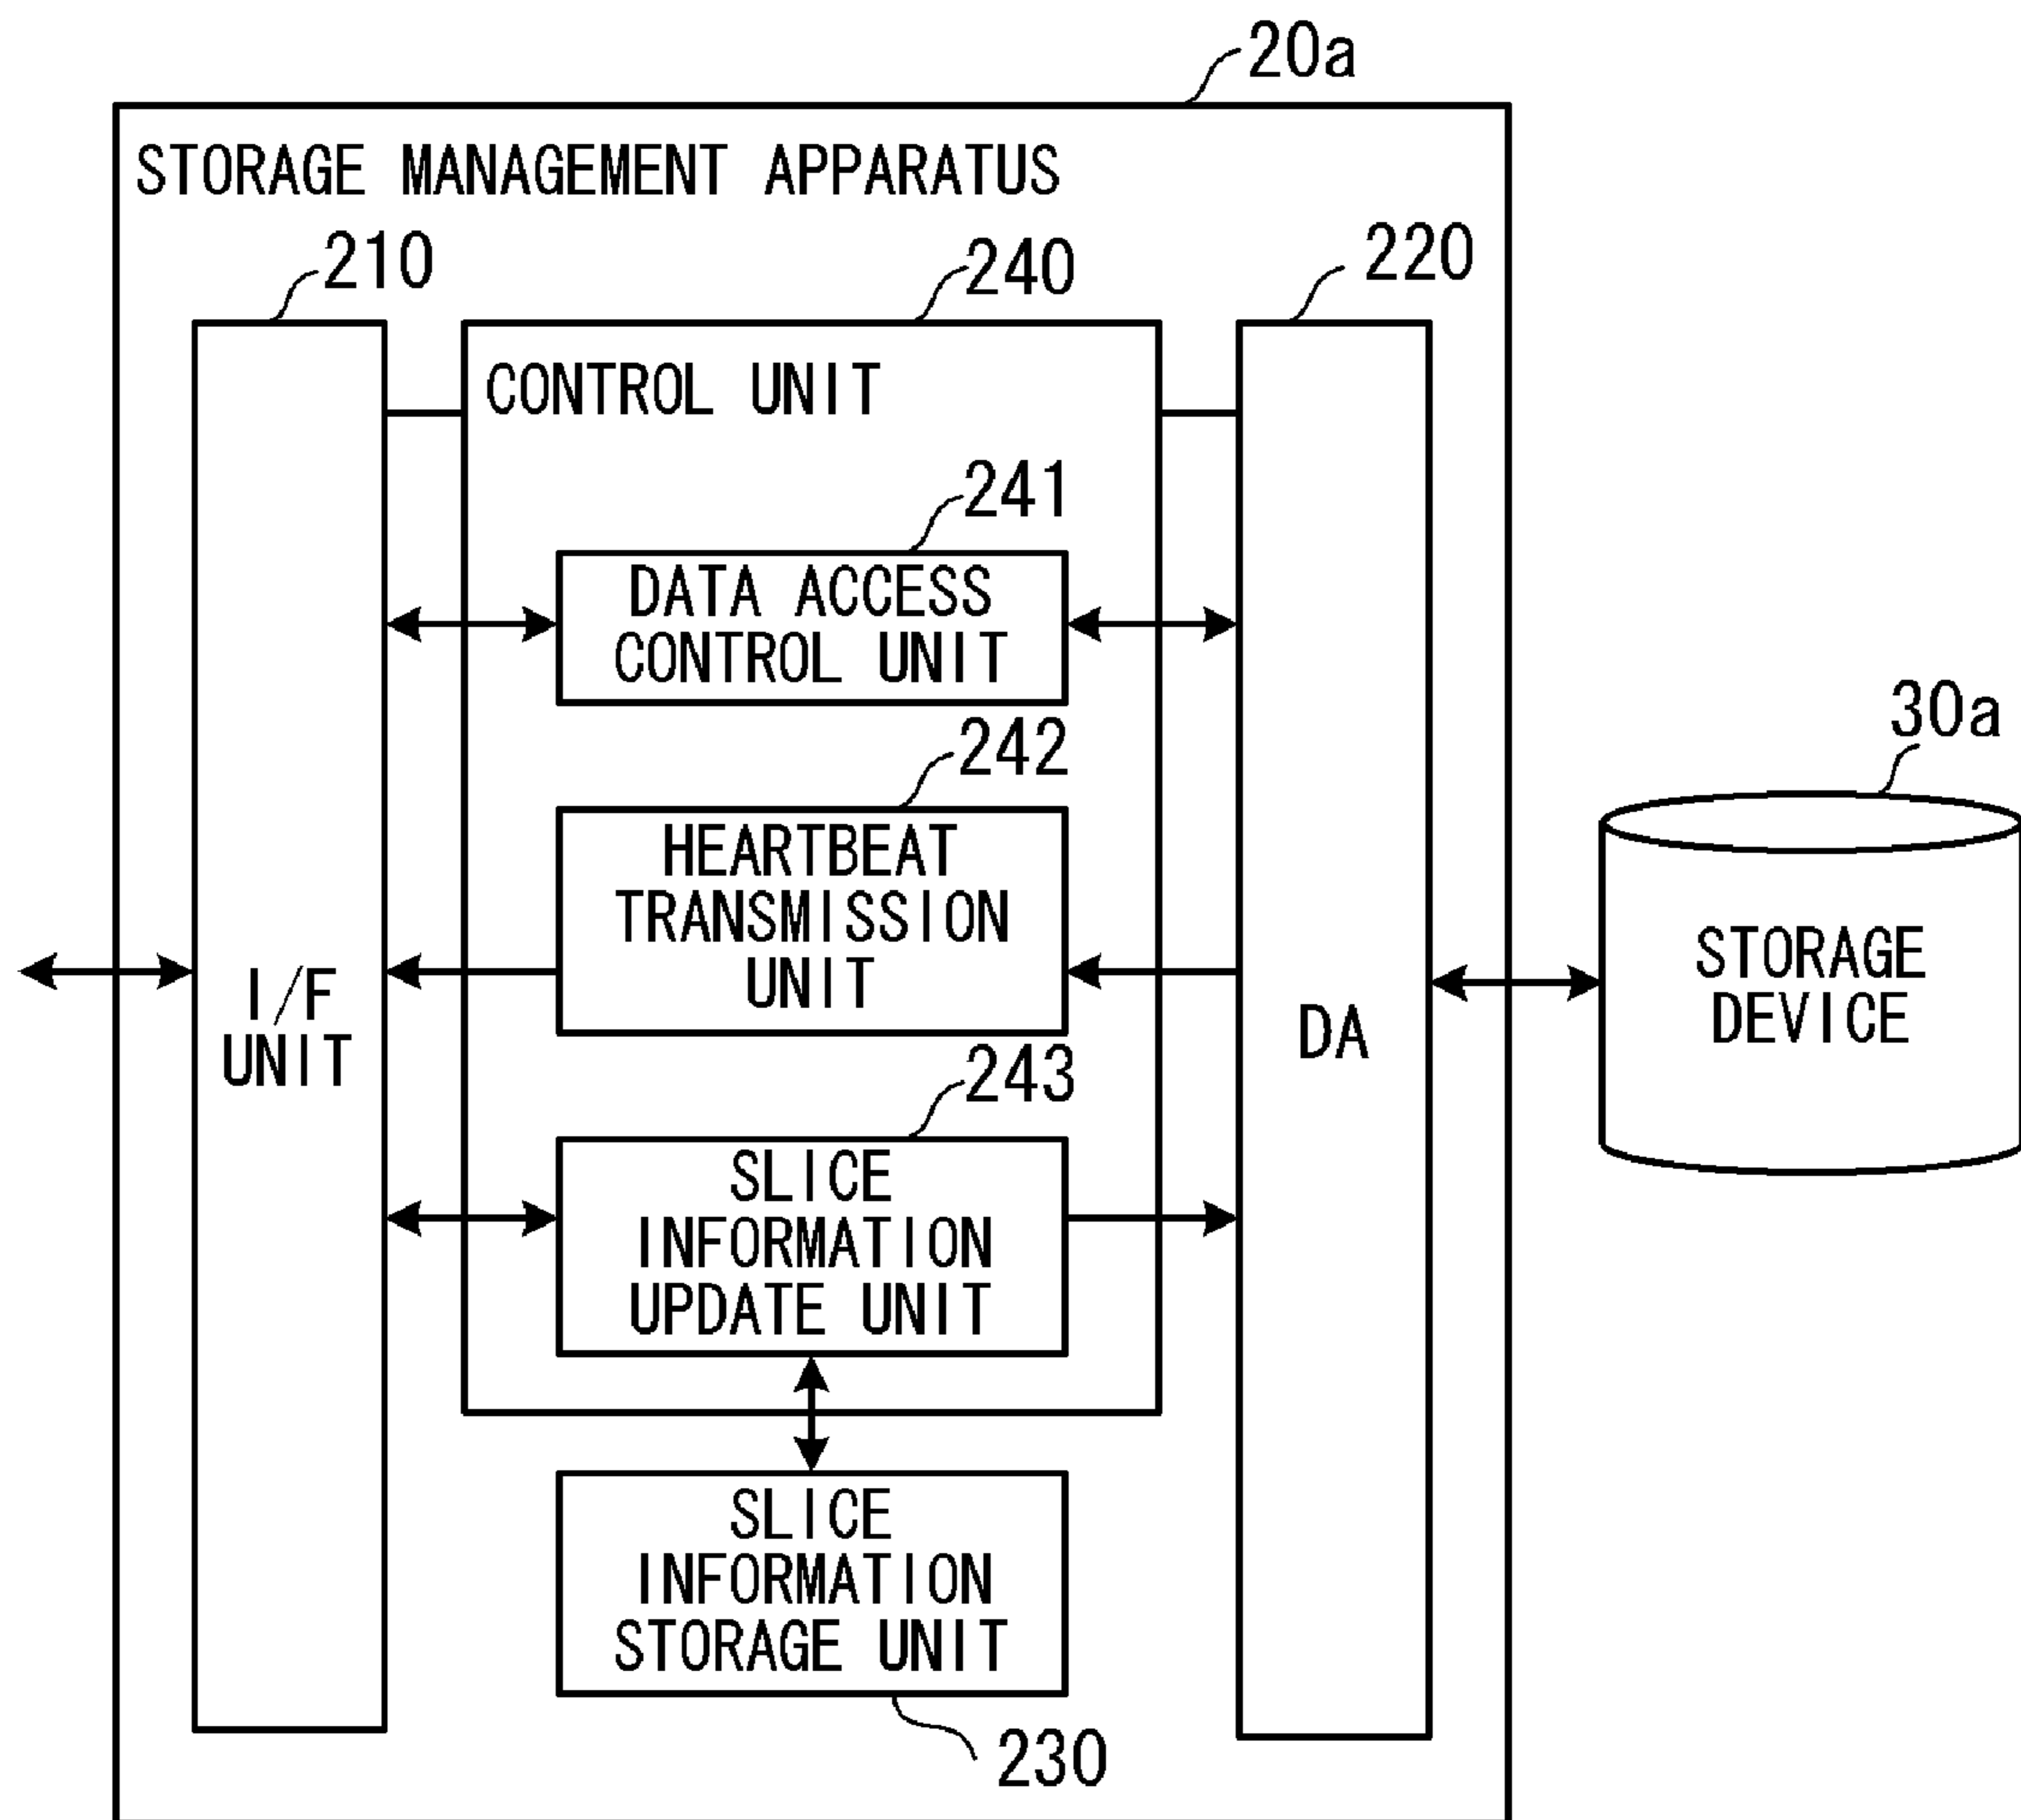 20a
STORAGE MANAGEMENT APPARATUS
210
240
220
CONTROL UNIT
241
DATA ACCESS
CONTROL UNIT
242
HEARTBEAT
TRANSMISSION
UNIT
I/F
UNIT
DA
30a
STORAGE
DEVICE
243
SLICE
INFORMATION
UPDATE UNIT
SLICE
INFORMATION
STORAGE UNIT
230